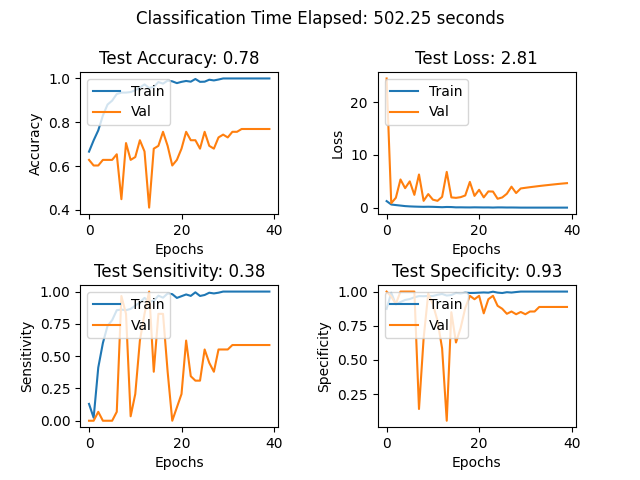 Classification Time Elapsed: 502.25 seconds
Test Accuracy: 0.78
Test Loss: 2.81
1.0
0.8
0.6
0.4
Accuracy
Train
Val
0
20
40
Epochs
20
10
0
Loss
Train
Val
0
20
40
Epochs
Test Sensitivity: 0.38
Test Specificity: 0.93
1.00
0.75
0.50
0.25
0.00
Sensitivity
Train
Val
0
20
40
Epochs
1.00
0.75
0.50
0.25
Specificity
Train
Val
0
20
40
Epochs